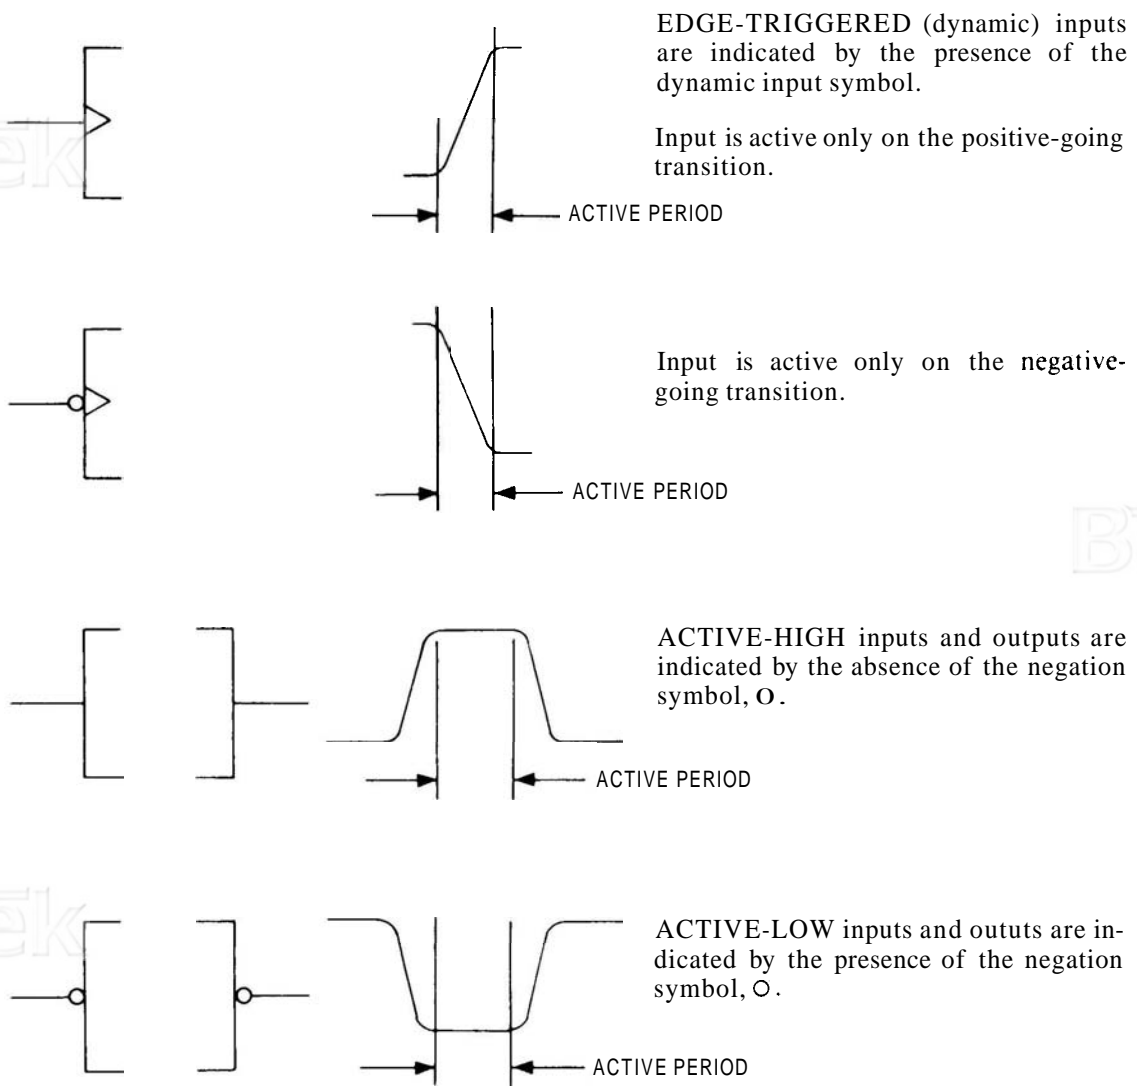 EDGE-TRIGGERED (dynamic) inputs
are indicated by the presence of the
dynamic input symbol.
Input is active only on the positive-going
transition.
ACTIVE PERIOD
Input is active only on the negative-
going transition.
ACTIVE PERIOD
ACTIVE-HIGH inputs and outputs are
indicated by the absence of the negation
symbol, O.
ACTIVE PERIOD
ACTIVE-LOW inputs and oututs are in-
dicated by the presence of the negation
symbol, O.
ACTIVE PERIOD